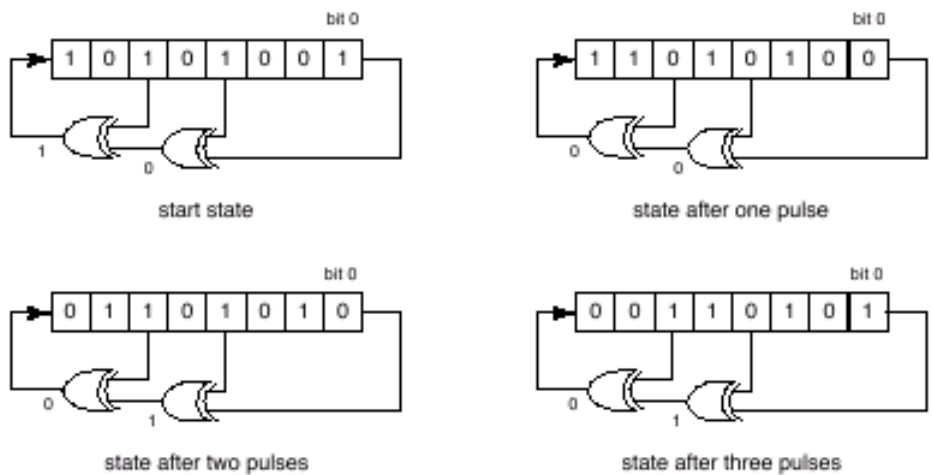 bit 0
1 0 1 0 1 0 0 1
1
0
start state
bit 0
1 1 0 1 0 1 0 0
0
0
state after one pulse
bit 0
0 1 1 0 1 0 1 0
0
1
state after two pulses
bit 0
0 0 1 1 0 1 0 1
0
1
state after three pulses